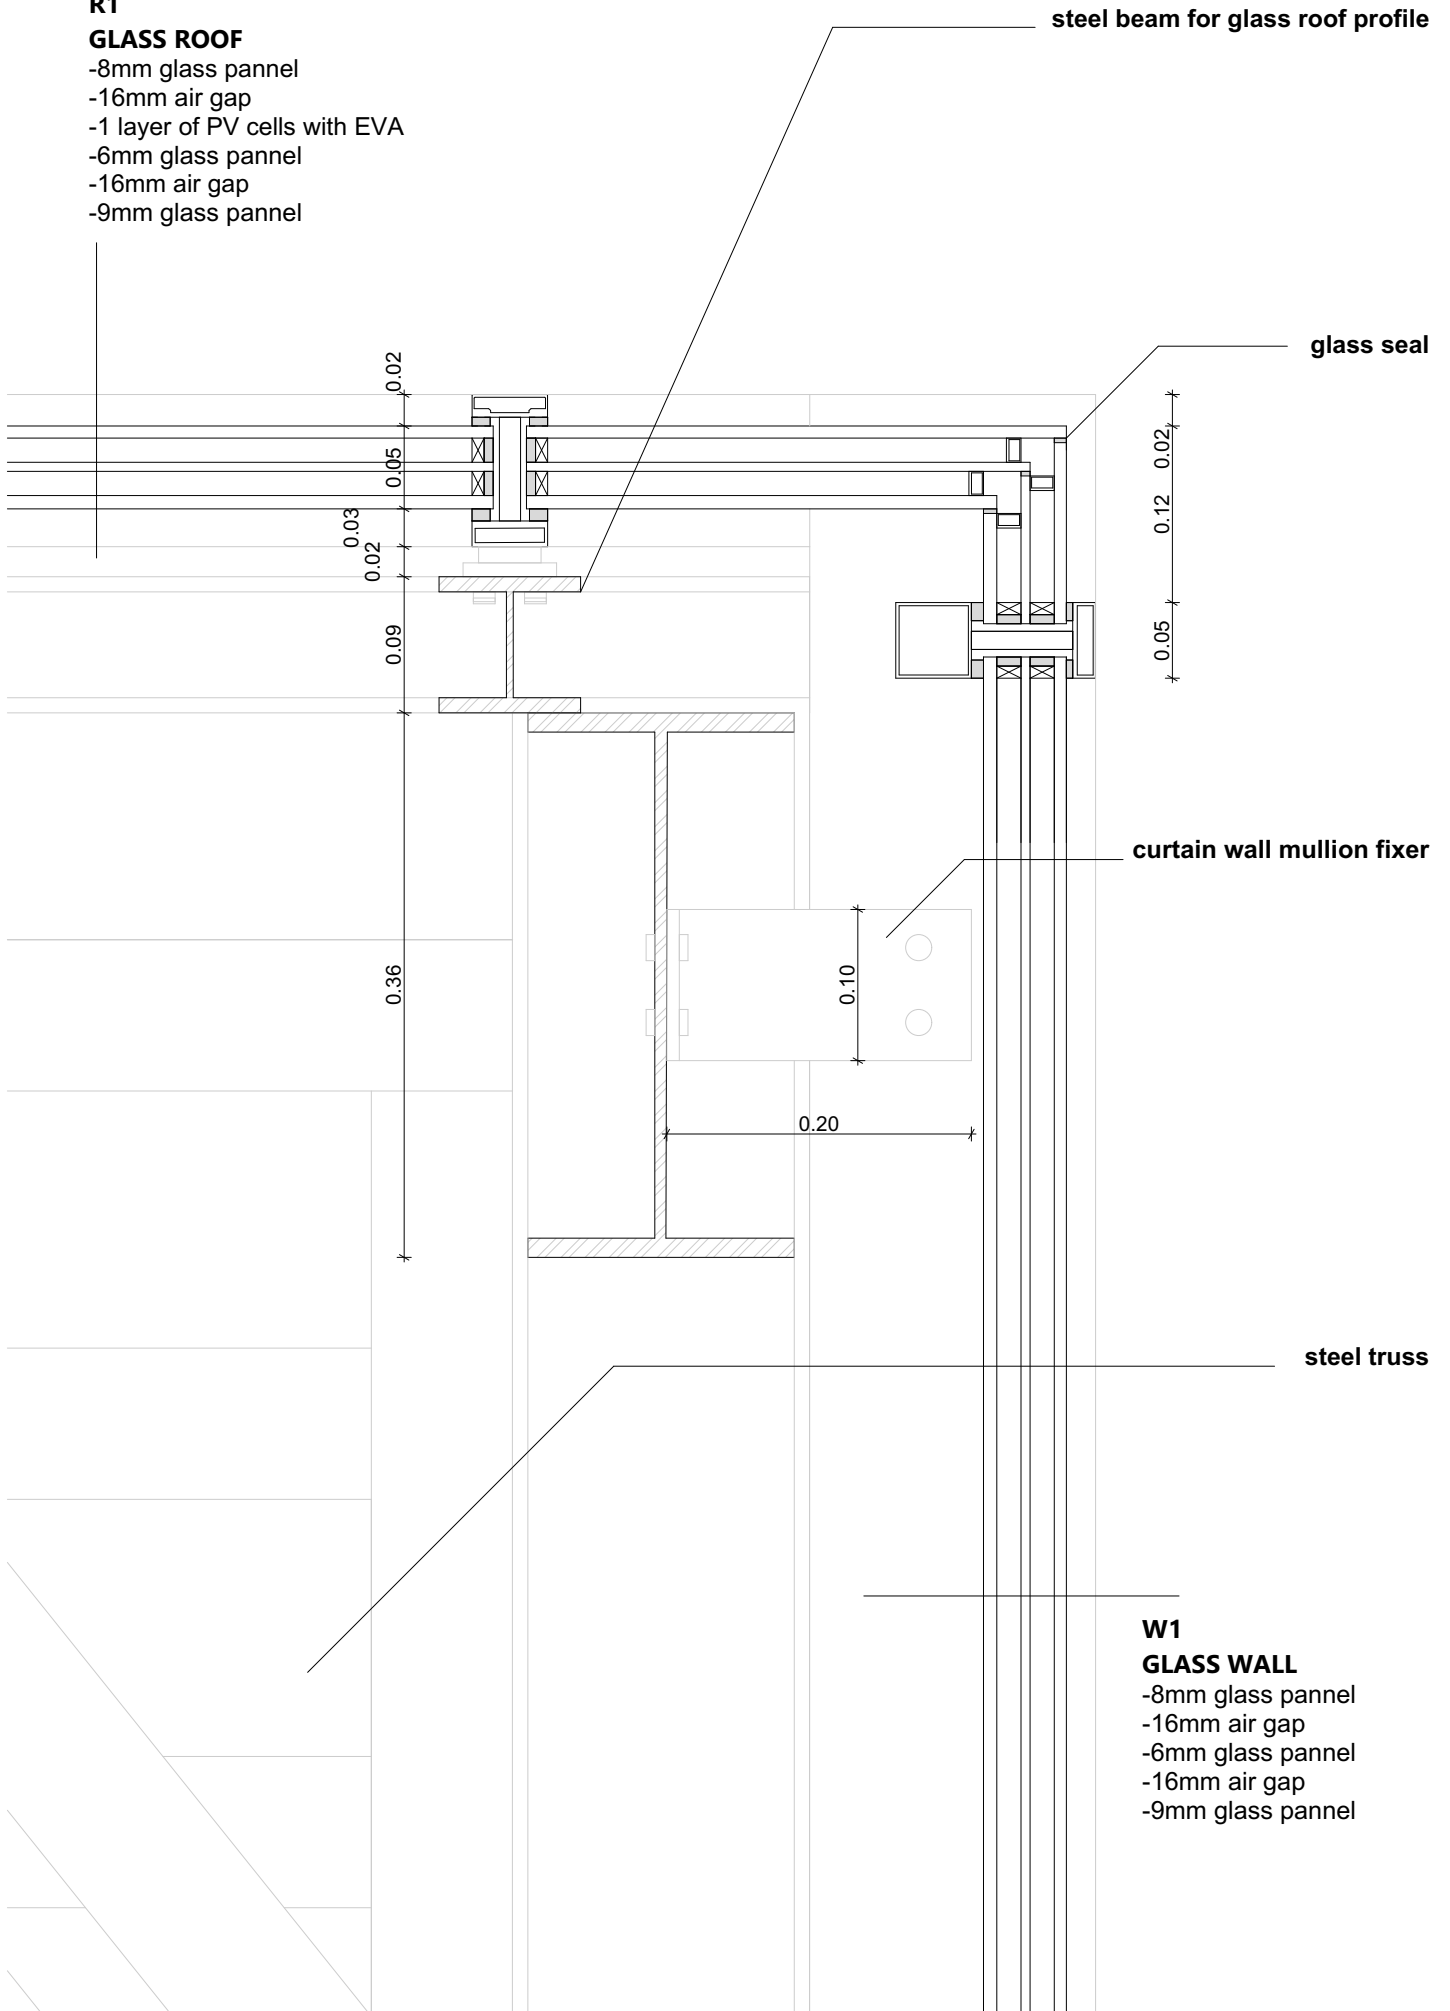 R1
GLASS ROOF
-8mm glass pannel
-16mm air gap
-1 layer of PV cells with EVA
-6mm glass pannel
-16mm air gap
-9mm glass pannel
steel beam for glass roof profile
glass seal
0.02
0.05
0.03
0.02
0.09
0.36
0.02
0.12
0.05
curtain wall mullion fixer
0.10
0.20
steel truss
W1
GLASS WALL
-8mm glass pannel
-16mm air gap
-6mm glass pannel
-16mm air gap
-9mm glass pannel